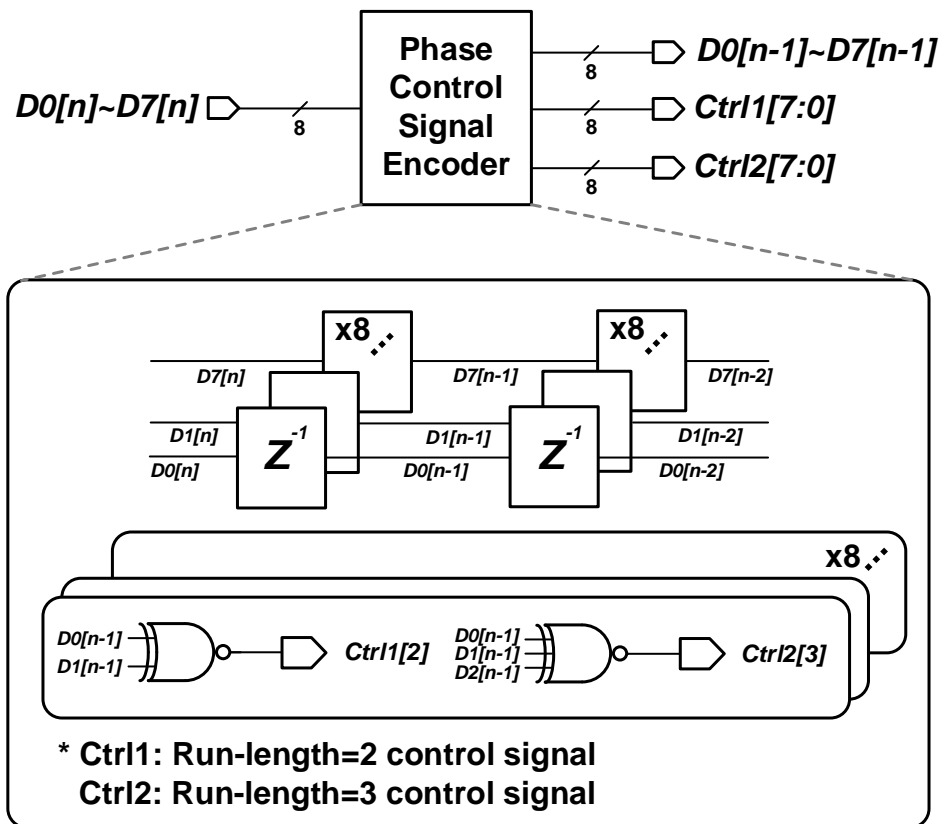 Phase
Control
Signal
Encoder
D0[n]~D7[n]
8
8
D0[n-1]~D7[n-1]
8
Ctrl1[7:0]
8
Ctrl2[7:0]
x8
x8
D7[n]
D7[n-1]
D7[n-2]
D1[n]
Z-1
D1[n-1]
Z-1
D1[n-2]
D0[n]
D0[n-1]
D0[n-2]
x8
D0[n-1]
D1[n-1]
Ctrl1[2]
D0[n-1]
D1[n-1]
D2[n-1]
Ctrl2[3]
* Ctrl1: Run-length=2 control signal
Ctrl2: Run-length=3 control signal